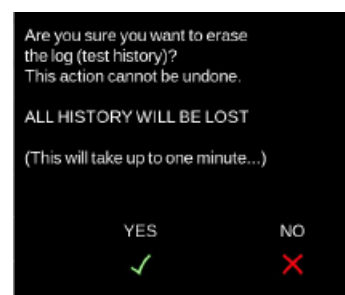 Are you sure you want to erase
the log (test history)?
This action cannot be undone.
ALL HISTORY WILL BE LOST
(This will take up to one minute...)
YES NO